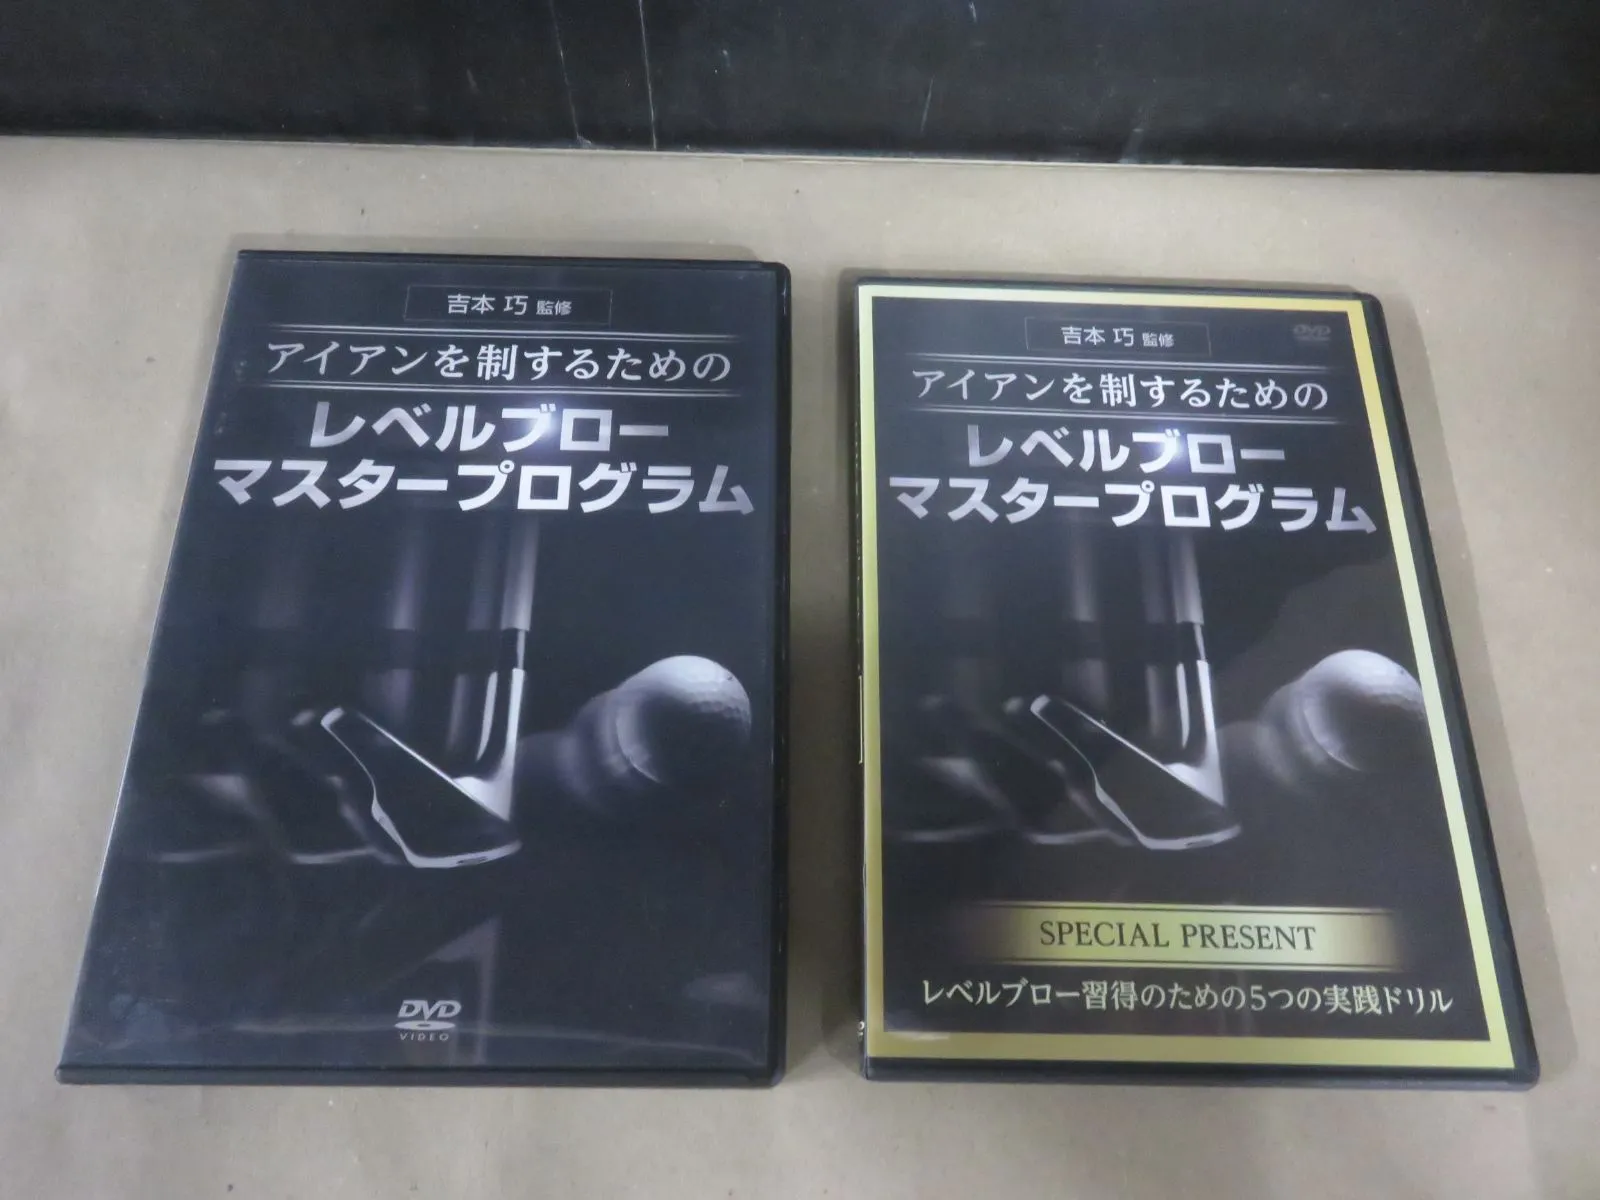 吉本 巧 監修
アイアンを制するための
レベルブロー
マスタープログラム
DVD
VIDEO
DVD
吉本 巧 監修
アイアンを制するための
レベルブロー
マスタープログラム
SPECIAL PRESENT
レベルブロー習得のための5つの実践ドリル